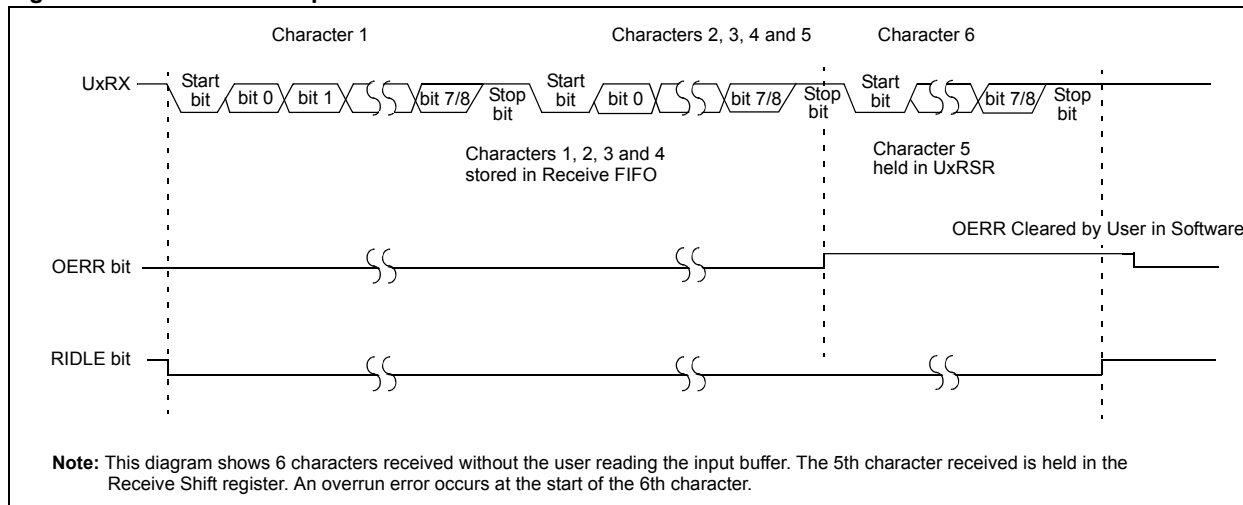 Character 1 Characters 2, 3, 4 and 5 Character 6
UxRX Start bit bit 0 bit 1 bit 7/8 Stop bit Start bit bit 0 bit 7/8 Stop bit Start bit bit 7/8 Stop bit
Characters 1, 2, 3 and 4
stored in Receive FIFO
Character 5
held in UxRSR
OERR Cleared by User in Software
OERR bit
RIDLE bit
Note: This diagram shows 6 characters received without the user reading the input buffer. The 5th character received is held in the
Receive Shift register. An overrun error occurs at the start of the 6th character.